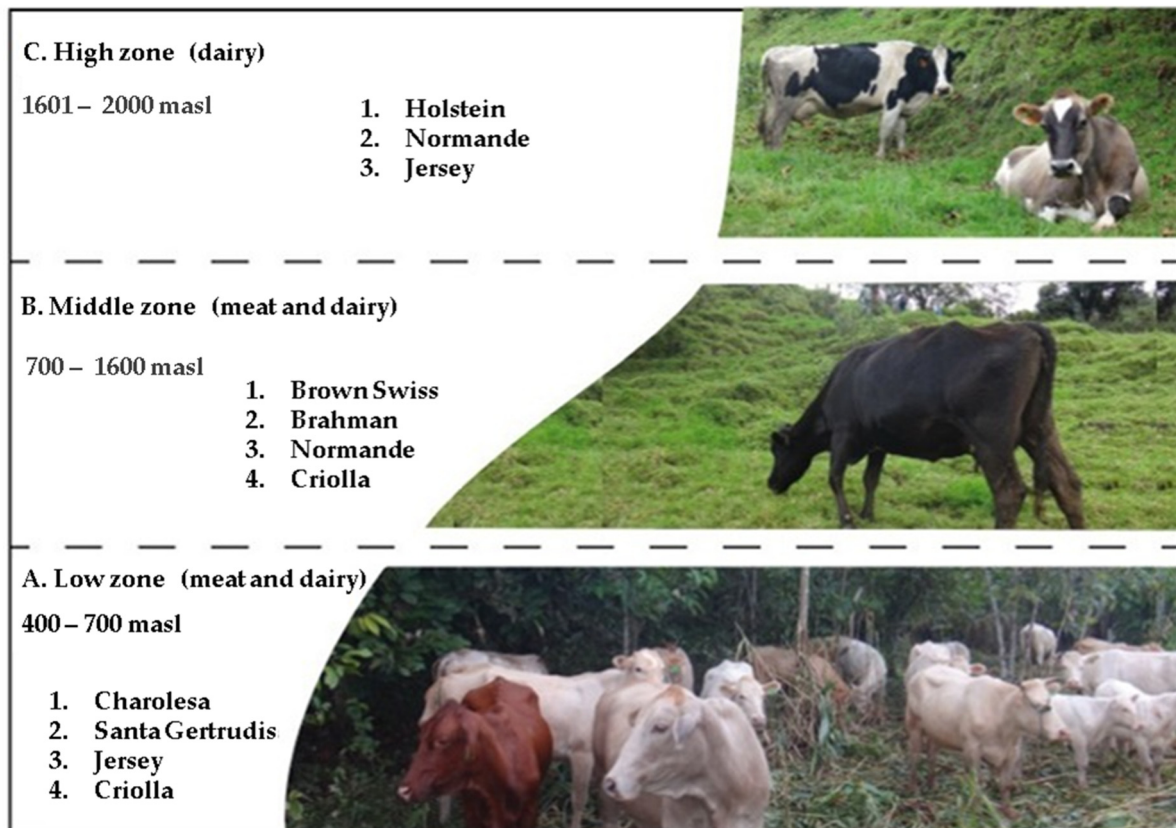 C. High zone (dairy)
1601 – 2000 masl
1. Holstein
2. Normande
3. Jersey
B. Middle zone (meat and dairy)
700 – 1600 masl
1. Brown Swiss
2. Brahman
3. Normande
4. Criolla
A. Low zone (meat and dairy)
400 – 700 masl
1. Charolesa
2. Santa Gertrudis
3. Jersey
4. Criolla